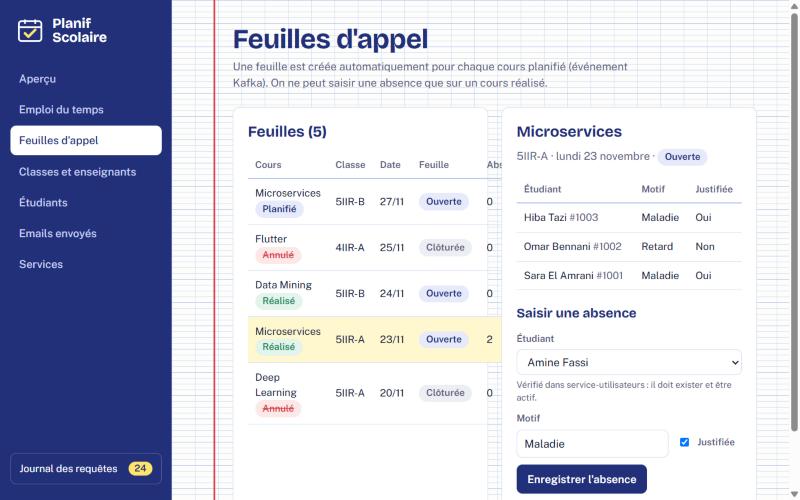 Planif
Scolaire
Aperçu
Emploi du temps
Feuilles d'appel
Classes et enseignants
Étudiants
Emails envoyés
Services
Journal des requêtes 24
Feuilles d'appel
Une feuille est créée automatiquement pour chaque cours planifié (événement
Kafka). On ne peut saisir une absence que sur un cours réalisé.
Feuilles (5)
Cours Classe Date Feuille Abs
Microservices
Planifié
5IIR-B 27/11 Ouverte 0
Flutter
Annulé
4IIR-A 25/11 Clôturée 0
Data Mining
Réalisé
5IIR-B 24/11 Ouverte 0
Microservices
Réalisé
5IIR-A 23/11 Ouverte 2
Deep
Learning
Annulé
5IIR-A 20/11 Clôturée 0
Microservices
5IIR-A · lundi 23 novembre · Ouverte
Étudiant Motif Justifiée
Hiba Tazi #1003 Maladie Oui
Omar Bennani #1002 Retard Non
Sara El Amrani #1001 Maladie Oui
Saisir une absence
Étudiant
Amine Fassi
Vérifié dans service-utilisateurs : il doit exister et être
actif.
Motif
Maladie
Justifiée
Enregistrer l'absence